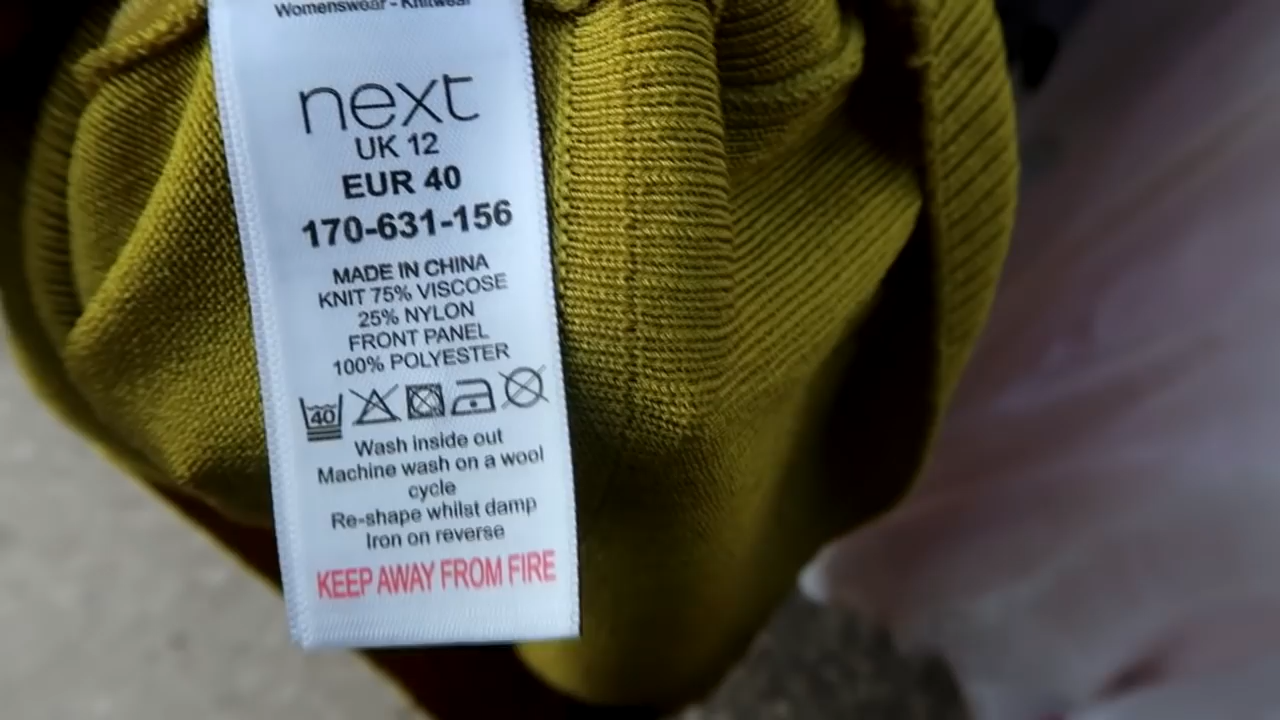 Womenswear - Knitwear
next
UK 12
EUR 40
170-631-156
MADE IN CHINA
KNIT 75% VISCOSE
25% NYLON
FRONT PANEL
100% POLYESTER
40
Wash inside out
Machine wash on a wool
cycle
Re-shape whilst damp
Iron on reverse
KEEP AWAY FROM FIRE